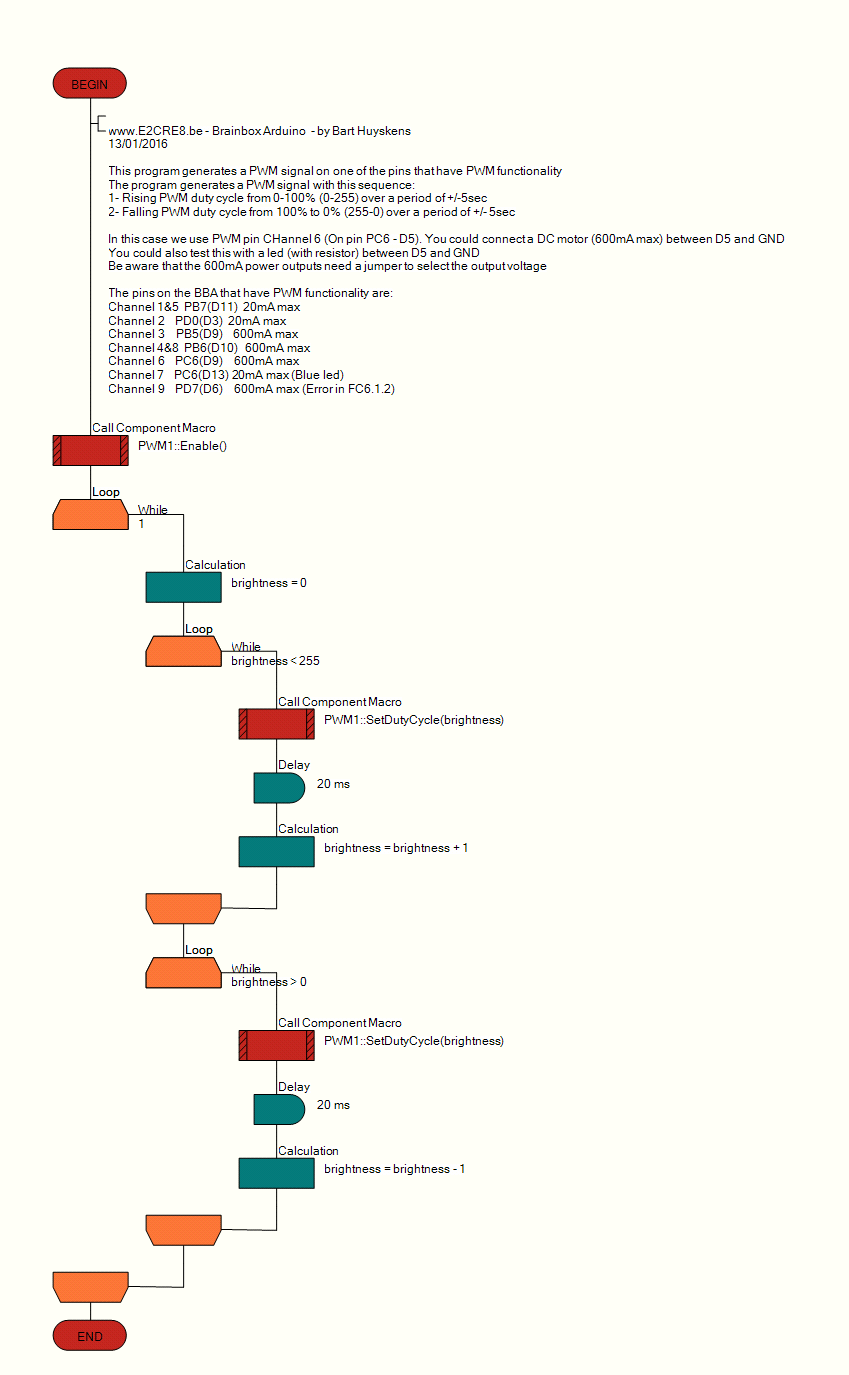 BEGIN
www.E2CRE8.be - Brainbox Arduino - by Bart Huyskens
13/01/2016
This program generates a PWM signal on one of the pins that have PWM functionality
The program generates a PWM signal with this sequence:
1- Rising PWM duty cycle from 0-100% (0-255) over a period of +/-5sec
2- Falling PWM duty cycle from 100% to 0% (255-0) over a period of +/- 5sec
In this case we use PWM pin CHannel 6 (On pin PC6 - D5). You could connect a DC motor (600mA max) between D5 and GND
You could also test this with a led (with resistor) between D5 and GND
Be aware that the 600mA power outputs need a jumper to select the output voltage
The pins on the BBA that have PWM functionality are:
Channel 1&5 PB7(D11) 20mA max
Channel 2 PD0(D3) 20mA max
Channel 3 PB5(D9) 600mA max
Channel 4&8 PB6(D10) 600mA max
Channel 6 PC6(D9) 600mA max
Channel 7 PC6(D13) 20mA max (Blue led)
Channel 9 PD7(D6) 600mA max (Error in FC6.1.2)
Call Component Macro
PWM1::Enable()
Loop
While
1
Calculation
brightness = 0
Loop
While
brightness < 255
Call Component Macro
PWM1::SetDutyCycle(brightness)
Delay
20 ms
Calculation
brightness = brightness + 1
Loop
While
brightness > 0
Call Component Macro
PWM1::SetDutyCycle(brightness)
Delay
20 ms
Calculation
brightness = brightness - 1
END